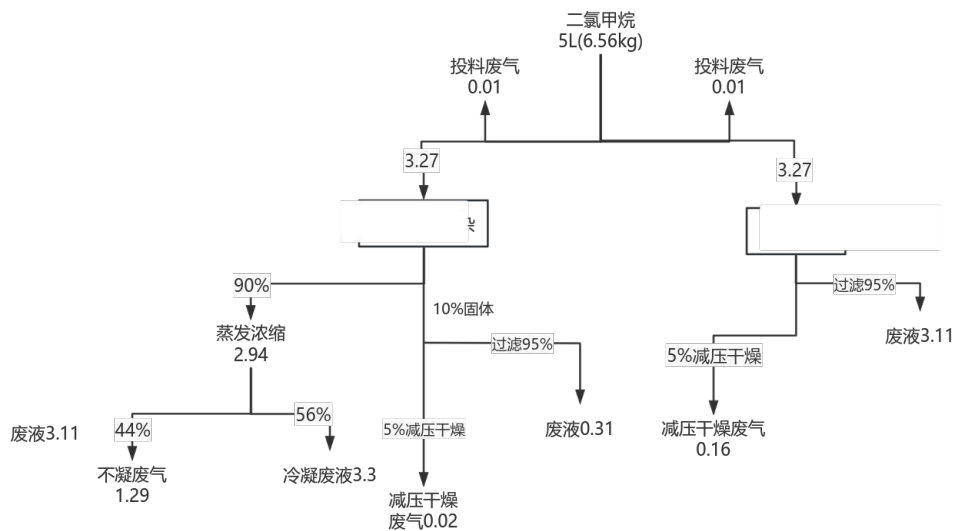 二氯甲烷
5L(6.56kg)
投料废气
0.01
投料废气
0.01
3.27
3.27
90%
10%固体
过滤95%
蒸发浓缩
2.94
过滤95%
废液3.11
5%减压干燥
56%
44%
废液3.11
5%减压干燥
废液0.31
减压干燥废气
0.16
不凝废气
1.29
冷凝废液3.3
减压干燥
废气0.02